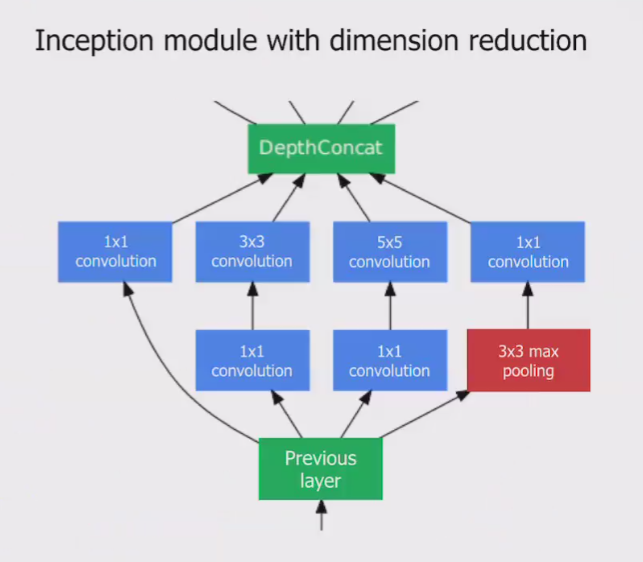 Inception module with dimension reduction
DepthConcat
1x1
convolution
3x3
convolution
5x5
convolution
1x1
convolution
1x1
convolution
1x1
convolution
3x3 max
pooling
Previous
layer